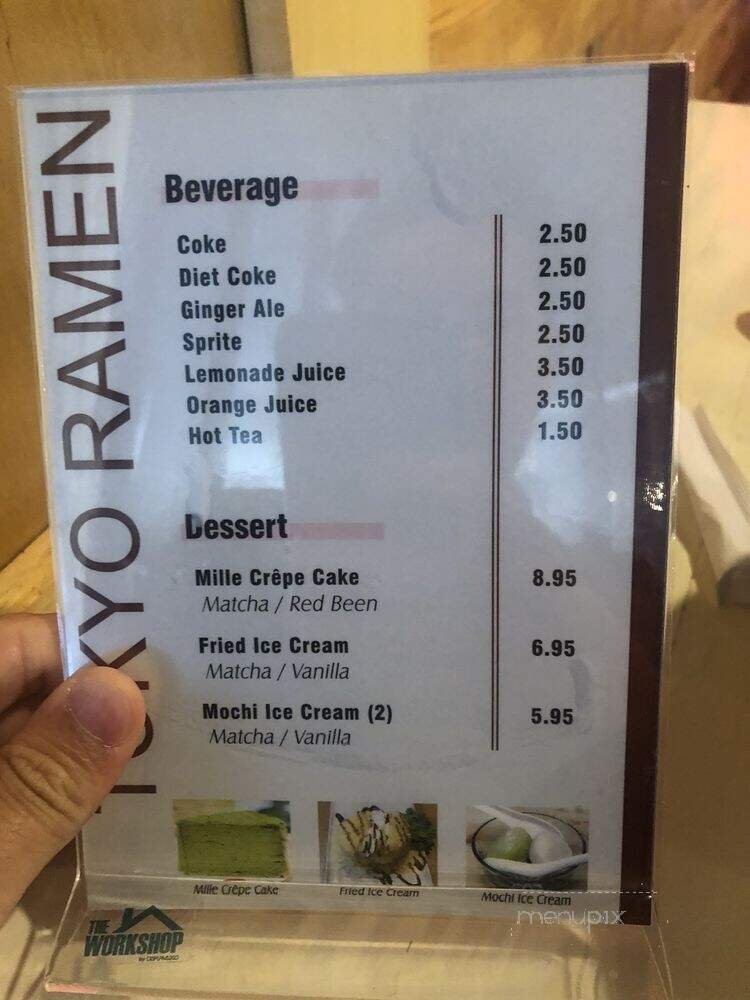 TOKYO RAMEN
Beverage
Coke 2.50
Diet Coke 2.50
Ginger Ale 2.50
Sprite 2.50
Lemonade Juice 3.50
Orange Juice 3.50
Hot Tea 1.50
Dessert
Mille Crêpe Cake 8.95
Matcha / Red Been
Fried Ice Cream 6.95
Matcha / Vanilla
Mochi Ice Cream (2) 5.95
Matcha / Vanilla
Mille Crêpe Cake Fried Ice Cream Mochi Ice Cream
menupix
THE
WORKSHOP